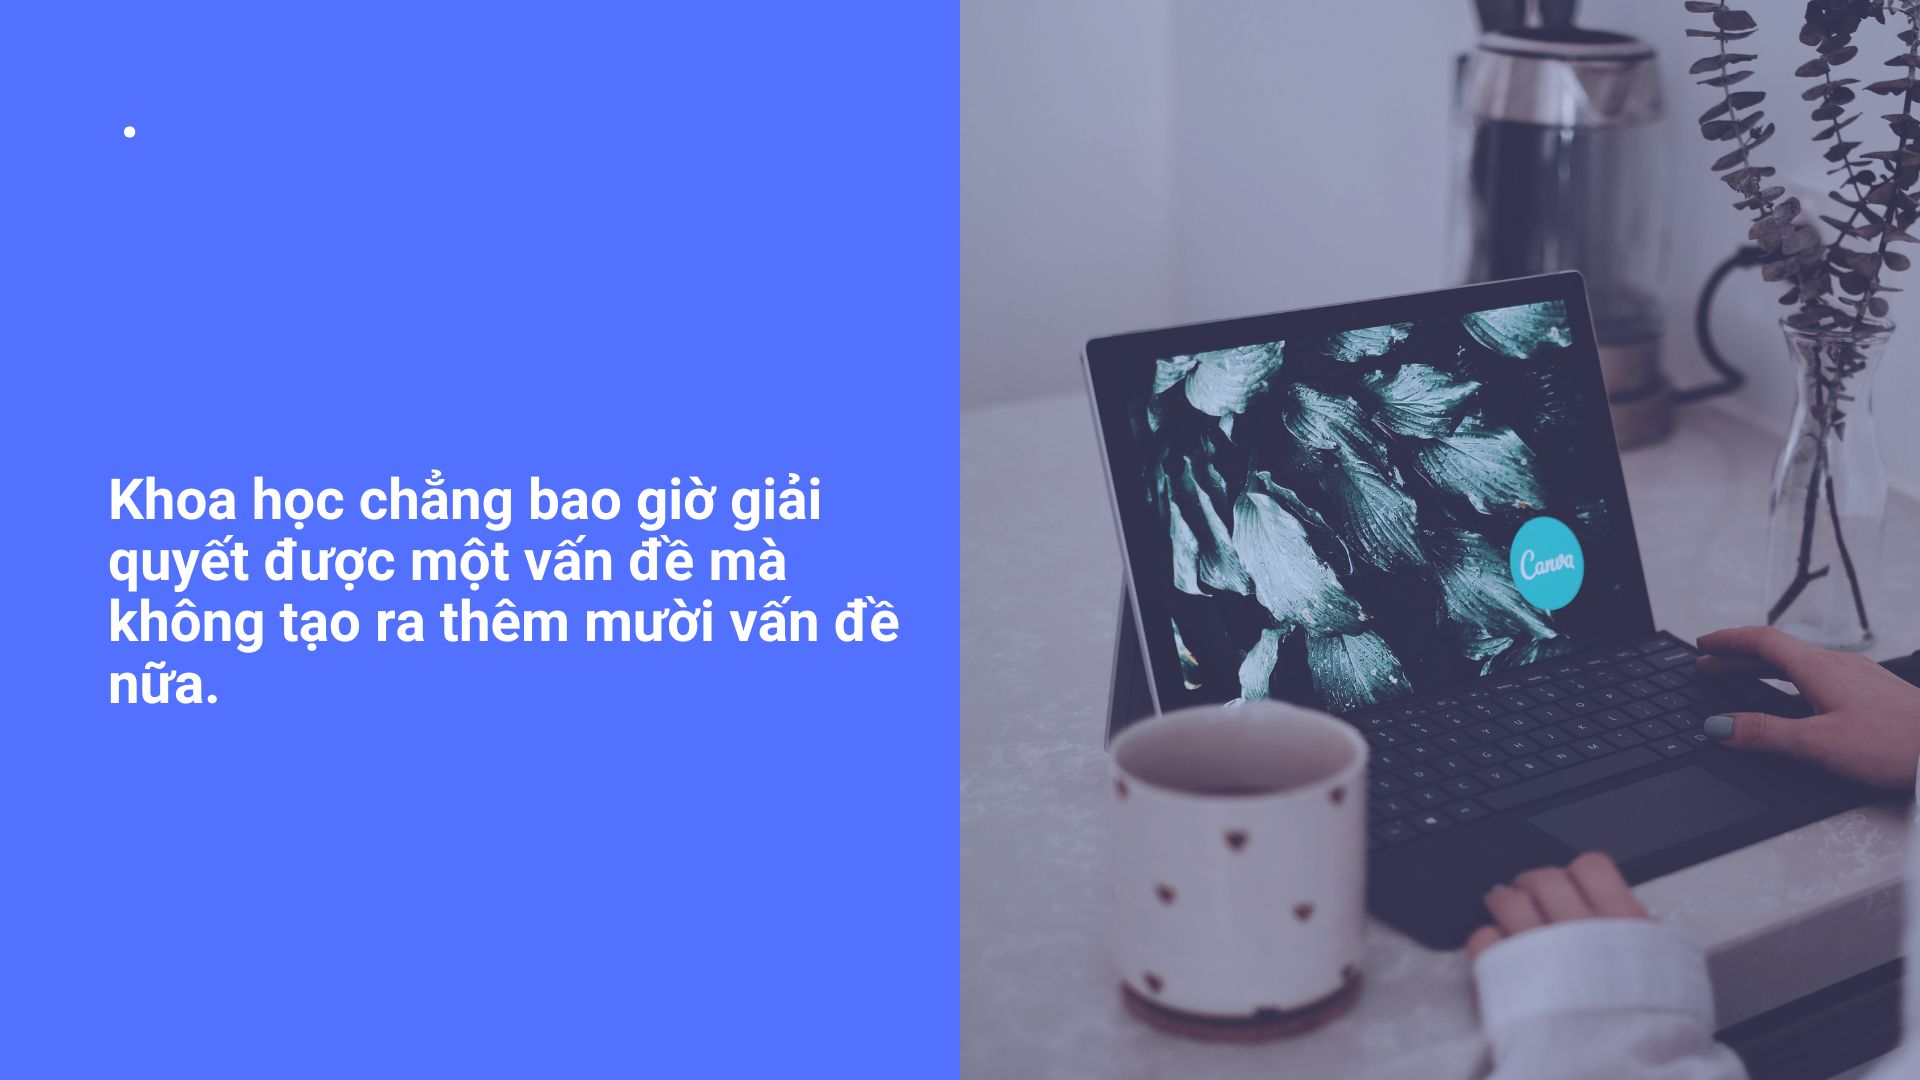 Khoa học chẳng bao giờ giải
quyết được một vấn đề mà
không tạo ra thêm mười vấn đề
nữa.
Canva